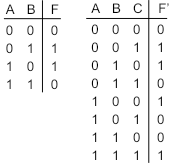 A B F
0 0 0
0 1 1
1 0 1
1 1 0
A B C F'
0 0 0 0
0 0 1 1
0 1 0 1
0 1 1 0
1 0 0 1
1 0 1 0
1 1 0 0
1 1 1 1